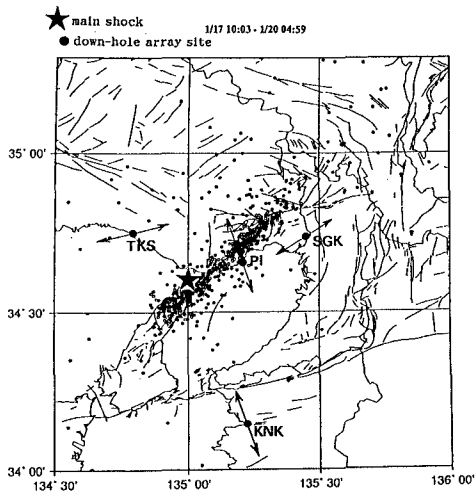 main shock
down-hole array site
1/17 10:03 - 1/20 04:59
35° 00'
TKS
SGK
PI
34° 30'
KNK
34° 00'
134° 30' 135° 00' 135° 30' 136° 00'